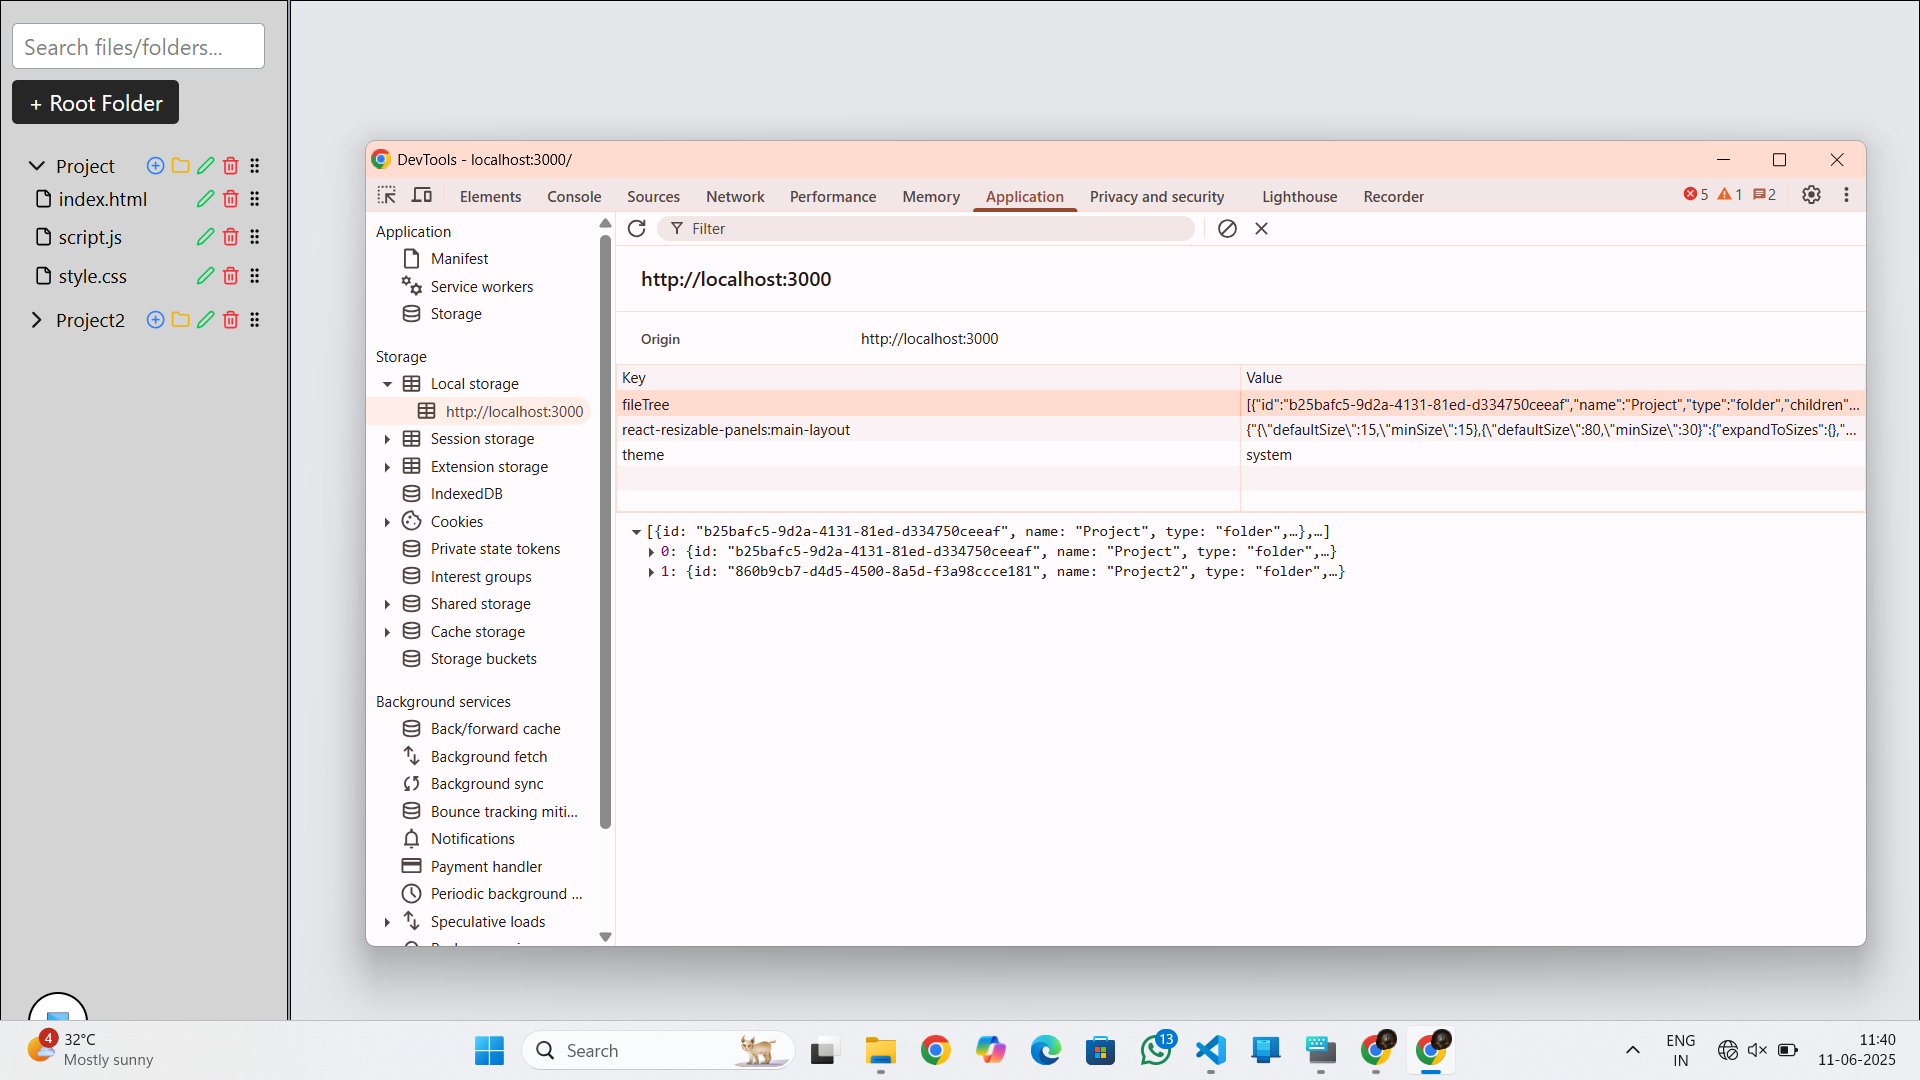 Search files/folders...
+ Root Folder
Project
index.html
script.js
style.css
Project2
DevTools - localhost:3000/
Elements Console Sources Network Performance Memory Application Privacy and security Lighthouse Recorder 5 1 2
Application
Manifest
Service workers
Storage
Storage
Local storage
http://localhost:3000
Session storage
Extension storage
IndexedDB
Cookies
Private state tokens
Interest groups
Shared storage
Cache storage
Storage buckets
Background services
Back/forward cache
Background fetch
Background sync
Bounce tracking miti...
Notifications
Payment handler
Periodic background ...
Speculative loads
Filter
http://localhost:3000
Origin http://localhost:3000
Key Value
fileTree [{"id":"b25bafc5-9d2a-4131-81ed-d334750ceeaf","name":"Project","type":"folder","children"...
react-resizable-panels:main-layout {"{\"defaultSize\":15,\"minSize\":15},{\"defaultSize\":80,\"minSize\":30}":{"expandToSizes":{},"...
theme system
[{id: "b25bafc5-9d2a-4131-81ed-d334750ceeaf", name: "Project", type: "folder",…},…]
0: {id: "b25bafc5-9d2a-4131-81ed-d334750ceeaf", name: "Project", type: "folder",…}
1: {id: "860b9cb7-d4d5-4500-8a5d-f3a98ccce181", name: "Project2", type: "folder",…}
4 32°C
Mostly sunny
Search
13
ENG
IN
11:40
11-06-2025